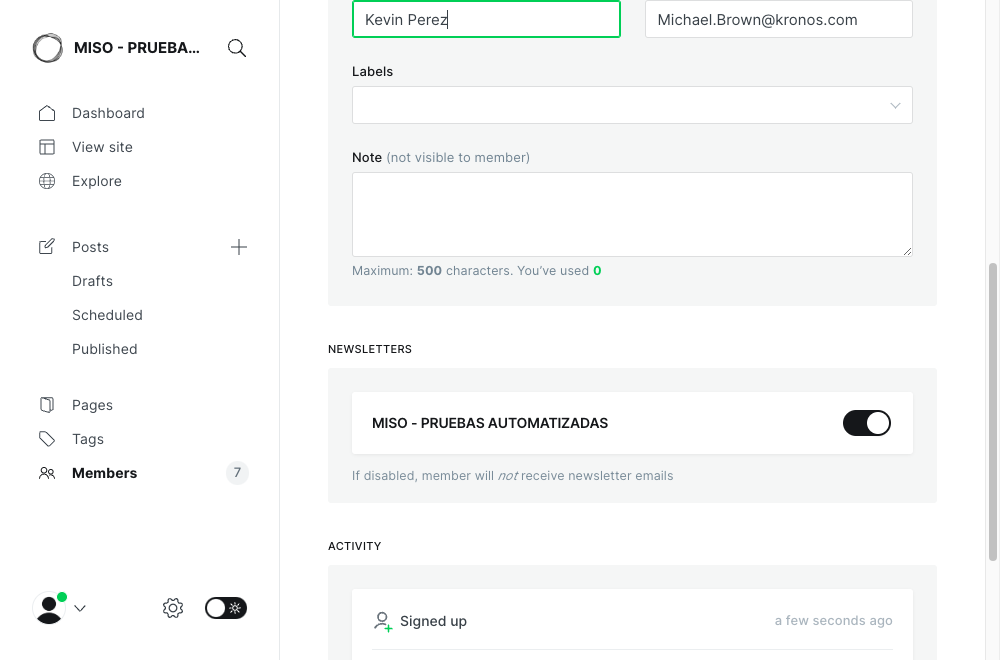 MISO - PRUEBA...
Dashboard
View site
Explore
Posts
Drafts
Scheduled
Published
Pages
Tags
Members 7
Kevin Perez Michael.Brown@kronos.com
Labels
Note (not visible to member)
Maximum: 500 characters. You’ve used 0
NEWSLETTERS
MISO - PRUEBAS AUTOMATIZADAS
If disabled, member will not receive newsletter emails
ACTIVITY
Signed up a few seconds ago